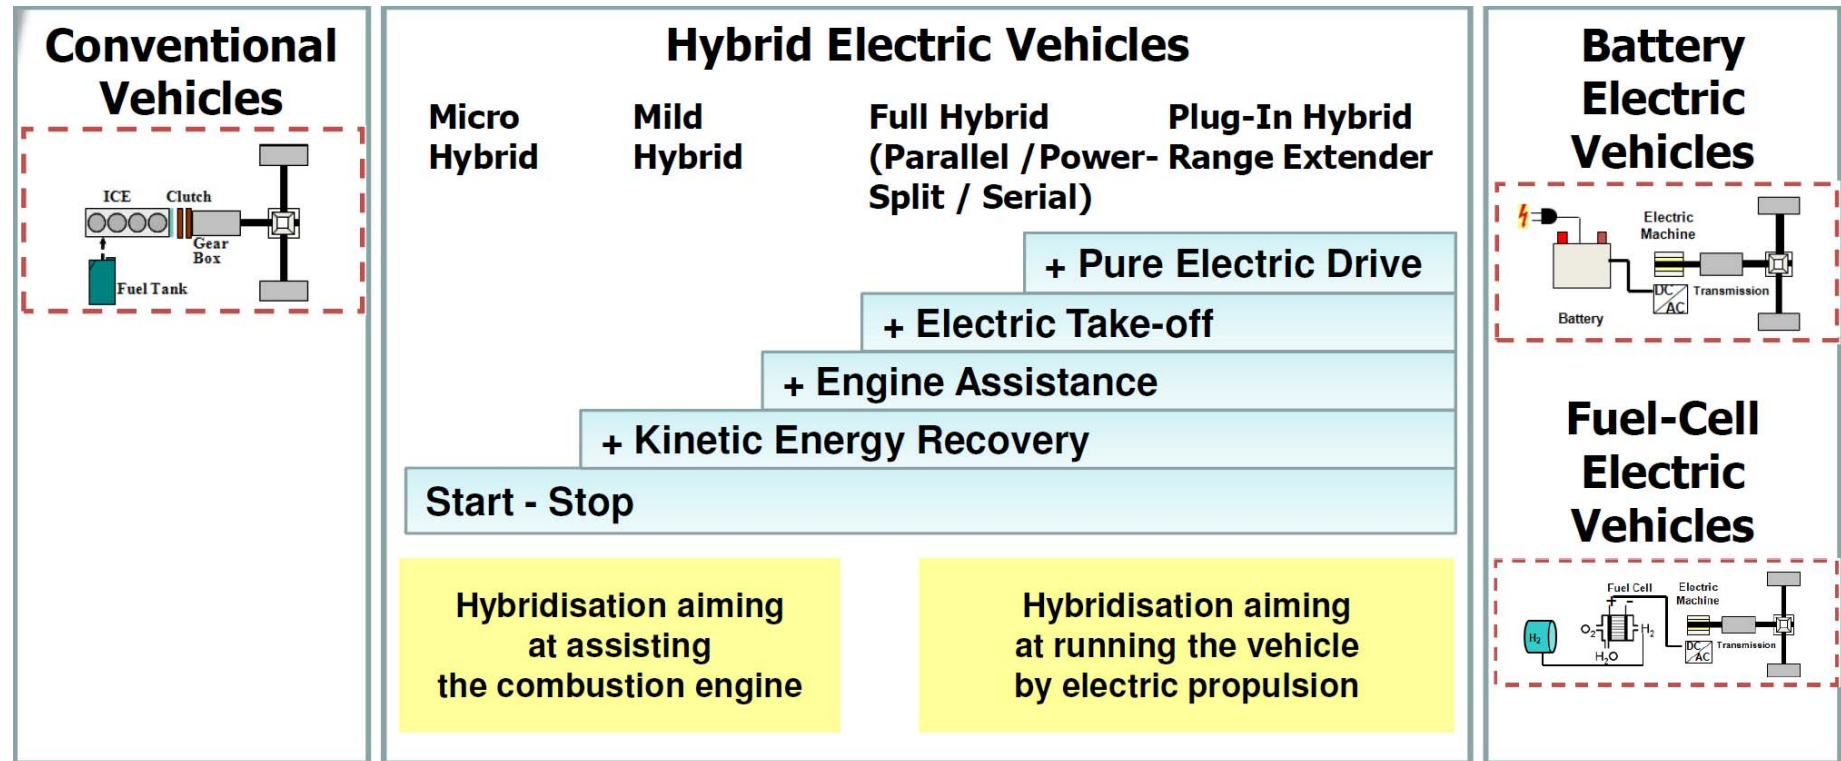 Conventional
Vehicles
ICE
Clutch
Gear
Box
Fuel Tank
Hybrid Electric Vehicles
Micro
Hybrid
Mild
Hybrid
Full Hybrid
(Parallel /Power-
Split / Serial)
Plug-In Hybrid
Range Extender
+ Pure Electric Drive
+ Electric Take-off
+ Engine Assistance
+ Kinetic Energy Recovery
Start - Stop
Hybridisation aiming
at assisting
the combustion engine
Hybridisation aiming
at running the vehicle
by electric propulsion
Battery
Electric
Vehicles
Electric
Machine
DC
AC
Transmission
Battery
Fuel-Cell
Electric
Vehicles
Fuel Cell
+ -
Electric
Machine
H2
O2
H2
H2O
DC
AC
Transmission